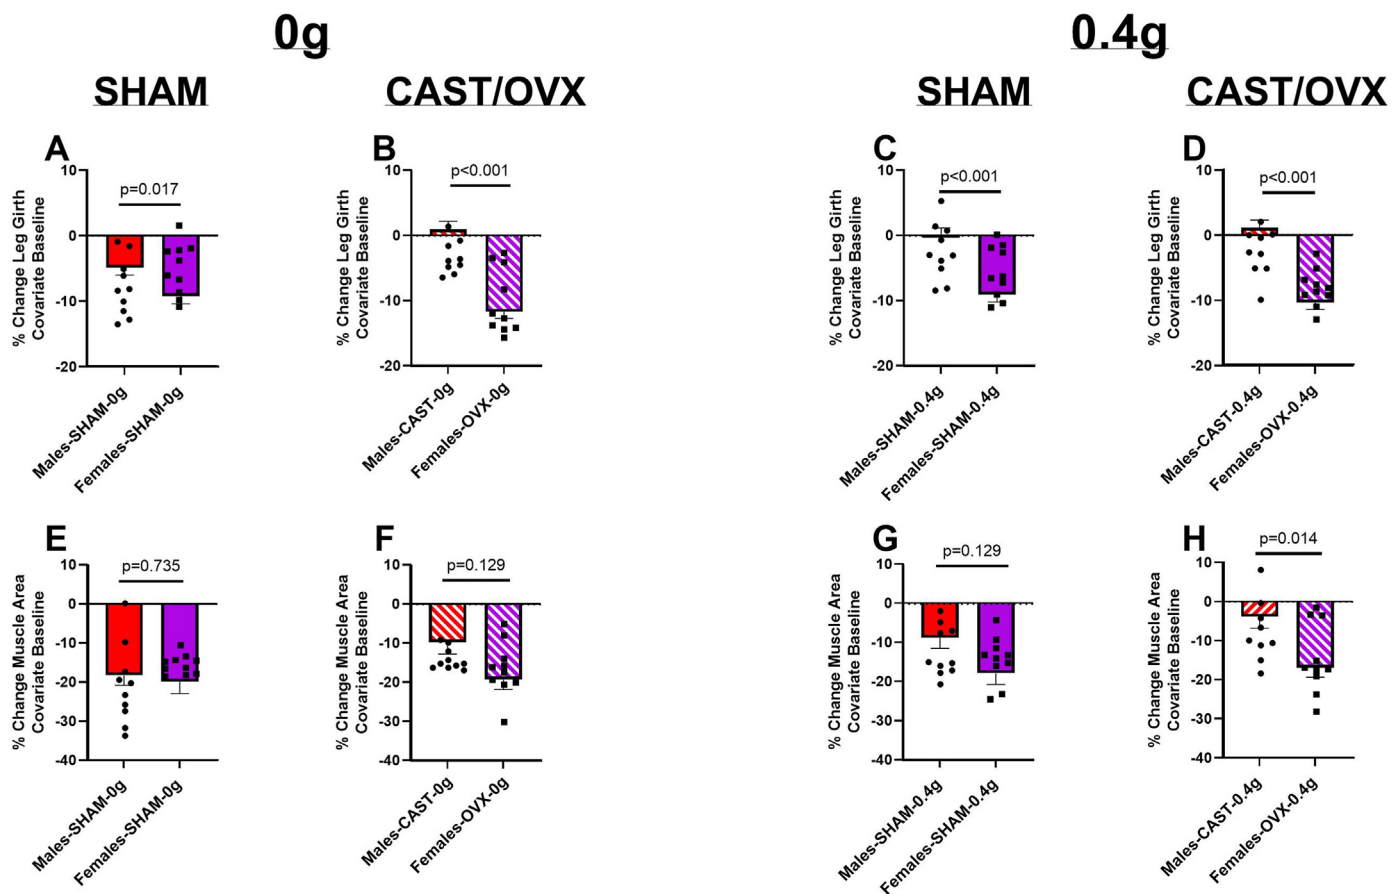 0g
0.4g
SHAM
CAST/OVX
SHAM
CAST/OVX
A
% Change Leg Girth
Covariate Baseline
10
0
-10
-20
p=0.017
Males-SHAM-0g
Females-SHAM-0g
B
% Change Leg Girth
Covariate Baseline
10
0
-10
-20
p<0.001
Males-CAST-0g
Females-OVX-0g
C
% Change Leg Girth
Covariate Baseline
10
0
-10
-20
p<0.001
Males-SHAM-0.4g
Females-SHAM-0.4g
D
% Change Leg Girth
Covariate Baseline
10
0
-10
-20
p<0.001
Males-CAST-0.4g
Females-OVX-0.4g
E
% Change Muscle Area
Covariate Baseline
10
0
-10
-20
-30
-40
p=0.735
Males-SHAM-0g
Females-SHAM-0g
F
% Change Muscle Area
Covariate Baseline
10
0
-10
-20
-30
-40
p=0.129
Males-CAST-0g
Females-OVX-0g
G
% Change Muscle Area
Covariate Baseline
10
0
-10
-20
-30
-40
p=0.129
Males-SHAM-0.4g
Females-SHAM-0.4g
H
% Change Muscle Area
Covariate Baseline
10
0
-10
-20
-30
-40
p=0.014
Males-CAST-0.4g
Females-OVX-0.4g